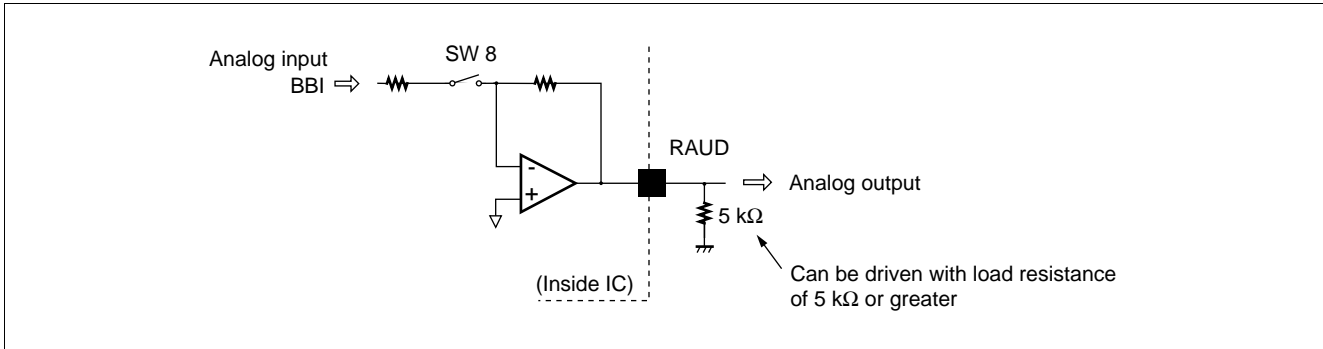 Analog input
BBI
SW 8
-
+
RAUD
Analog output
5 kΩ
(Inside IC)
Can be driven with load resistance
of 5 kΩ or greater